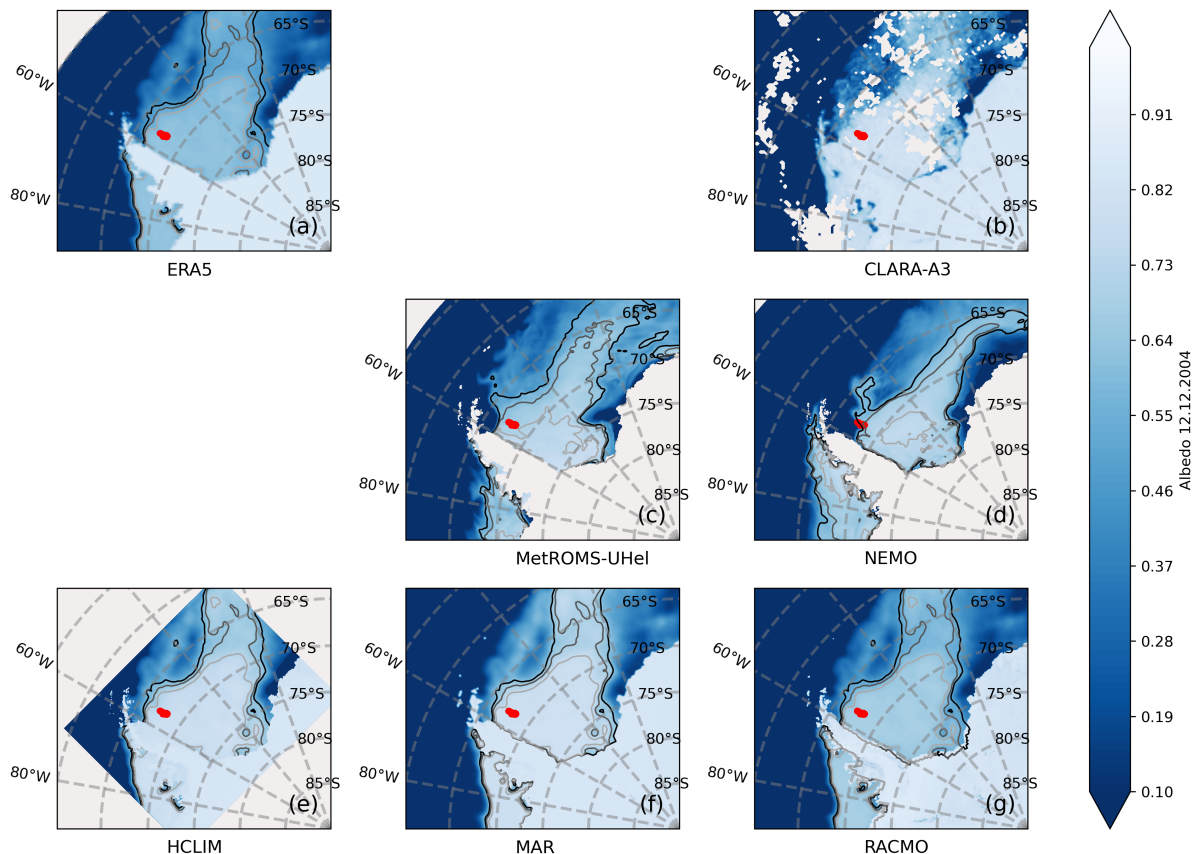 65°S
70°S
75°S
80°S
85°S
60°W
80°W
(a)
ERA5
65°S
70°S
75°S
80°S
85°S
60°W
80°W
(b)
CLARA-A3
65°S
70°S
75°S
80°S
85°S
60°W
80°W
(c)
MetROMS-UHel
65°S
70°S
75°S
80°S
85°S
60°W
80°W
(d)
NEMO
65°S
70°S
75°S
80°S
85°S
60°W
80°W
(e)
HCLIM
65°S
70°S
75°S
80°S
85°S
60°W
80°W
(f)
MAR
65°S
70°S
75°S
80°S
85°S
60°W
80°W
(g)
RACMO
0.91
0.82
0.73
0.64
0.55
0.46
0.37
0.28
0.19
0.10
Albedo 12.12.2004